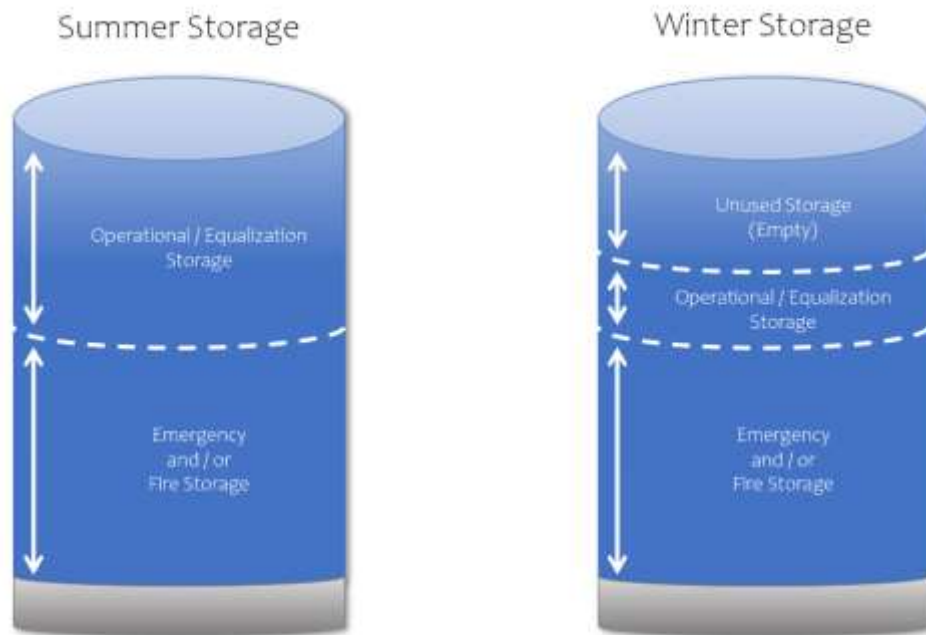 Summer Storage
Winter Storage
Operational / Equalization
Storage
Emergency
and / or
Fire Storage
Unused Storage
(Empty)
Operational / Equalization
Storage
Emergency
and / or
Fire Storage